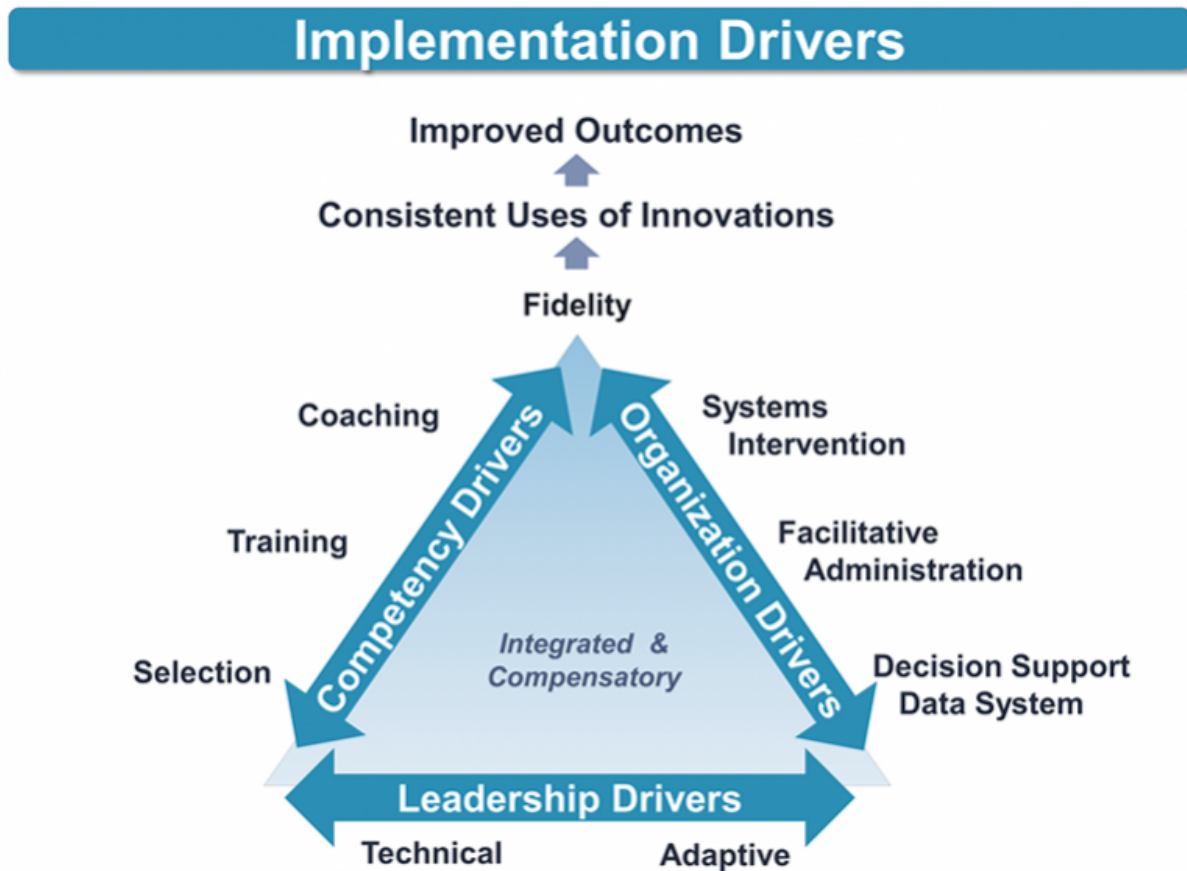 Implementation Drivers
Improved Outcomes
Consistent Uses of Innovations
Fidelity
Coaching
Training
Selection
Competency Drivers
Organization Drivers
Systems
Intervention
Facilitative
Administration
Decision Support
Data System
Integrated &
Compensatory
Leadership Drivers
Technical
Adaptive